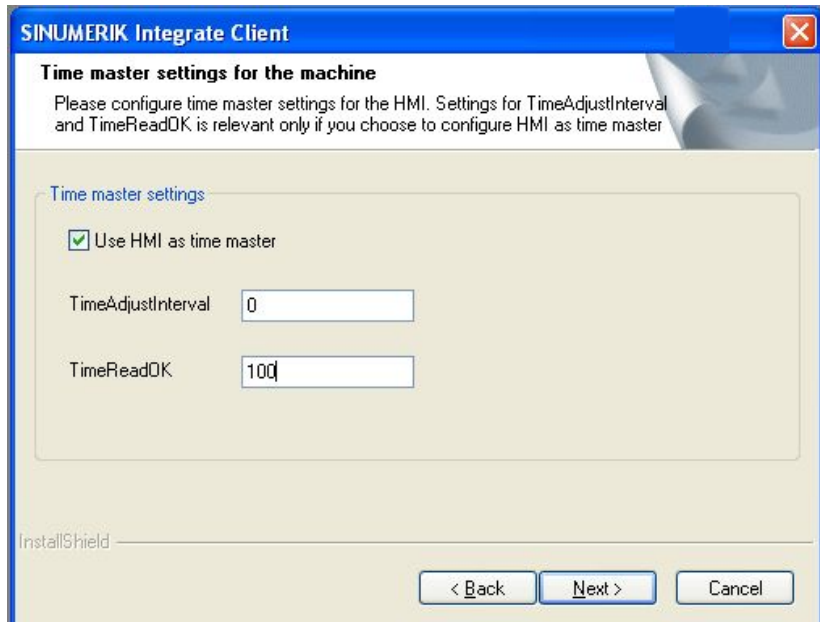 SINUMERIK Integrate Client
Time master settings for the machine
Please configure time master settings for the HMI. Settings for TimeAdjustInterval
and TimeReadOK is relevant only if you choose to configure HMI as time master
Time master settings
Use HMI as time master
TimeAdjustInterval 0
TimeReadOK 100
InstallShield
< Back Next > Cancel